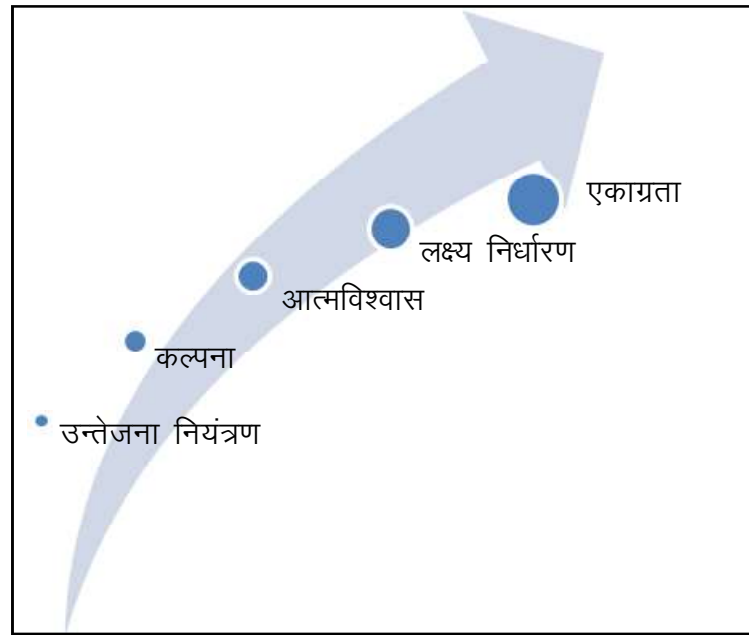 एकाग्रता
लक्ष्य निर्धारण
आत्मविश्वास
कल्पना
उन्तेजना नियंत्रण